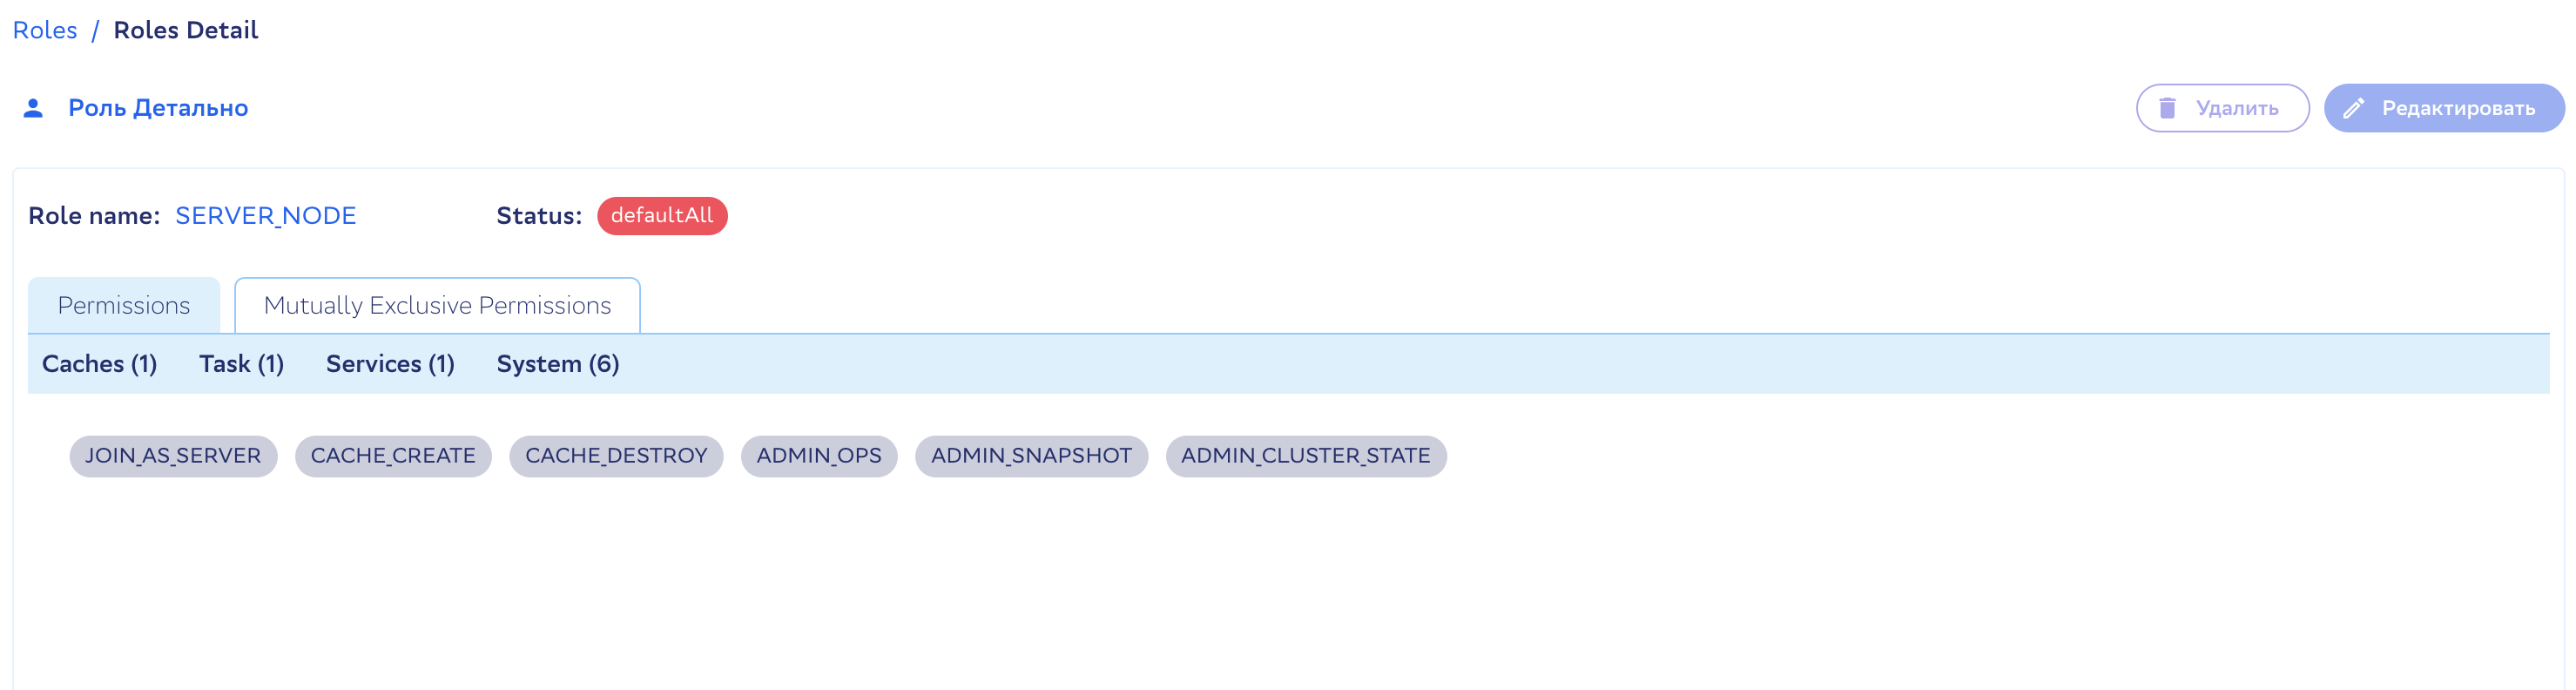 Roles / Roles Detail
Роль Детально
Удалить
Редактировать
Role name: SERVER_NODE Status: defaultAll
Permissions Mutually Exclusive Permissions
Caches (1) Task (1) Services (1) System (6)
JOIN_AS_SERVER CACHE_CREATE CACHE_DESTROY ADMIN_OPS ADMIN_SNAPSHOT ADMIN_CLUSTER_STATE